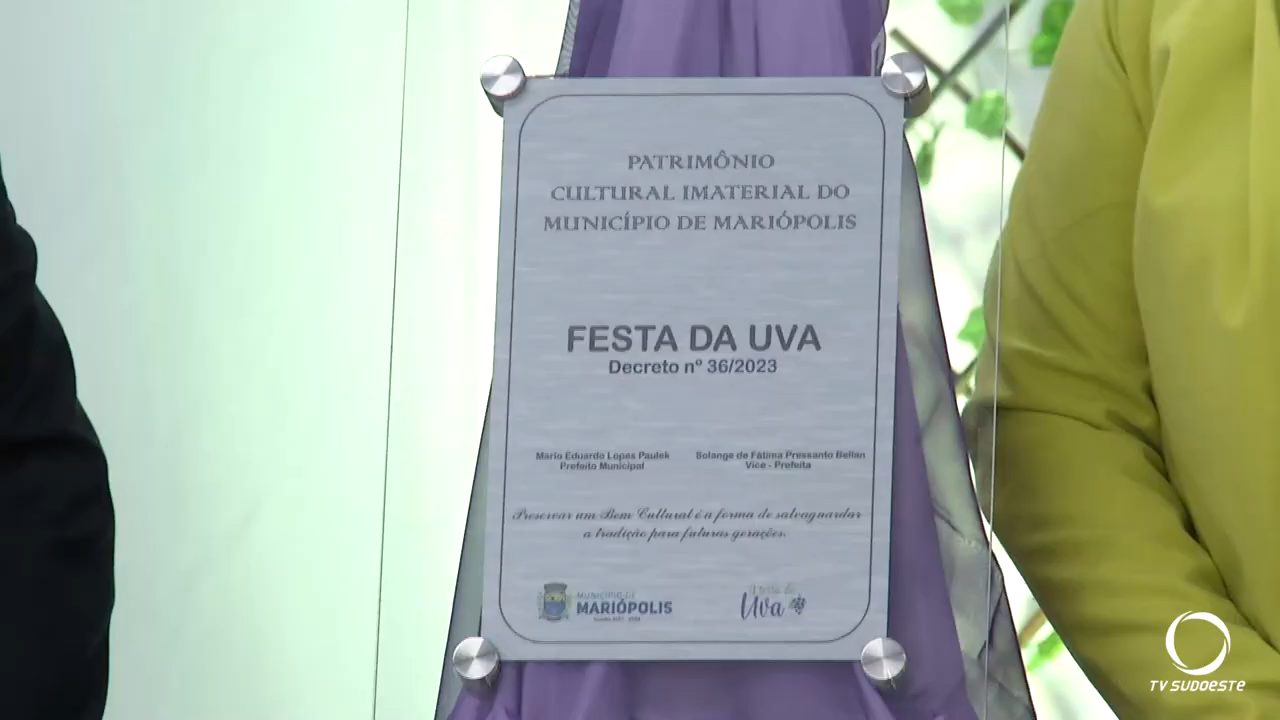 PATRIMÔNIO
CULTURAL IMATERIAL DO
MUNICÍPIO DE MARIÓPOLIS
FESTA DA UVA
Decreto nº 36/2023
Mario Eduardo Lopes Paulek
Prefeito Municipal
Solange de Fátima Pressanto Bellan
Vice - Prefeita
Preservar um Bem Cultural é a forma de salvaguardar
a tradição para futuras gerações.
MUNICÍPIO DE
MARIÓPOLIS
Uva
TV SUDOESTE